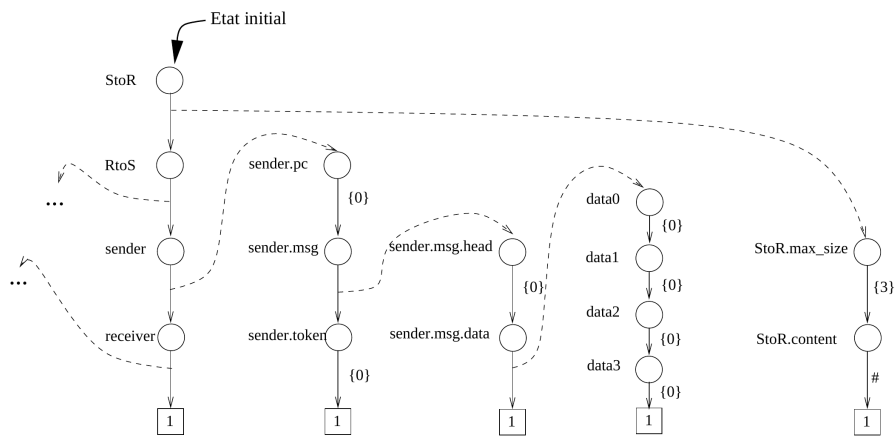 Etat initial
StoR
RtoS
sender.pc
{0}
...
data0
{0}
sender
sender.msg
sender.msg.head
data1
StoR.max_size
...
{0}
{0}
{3}
data2
receiver
sender.token
sender.msg.data
{0}
StoR.content
data3
{0}
{0}
#
1
1
1
1
1